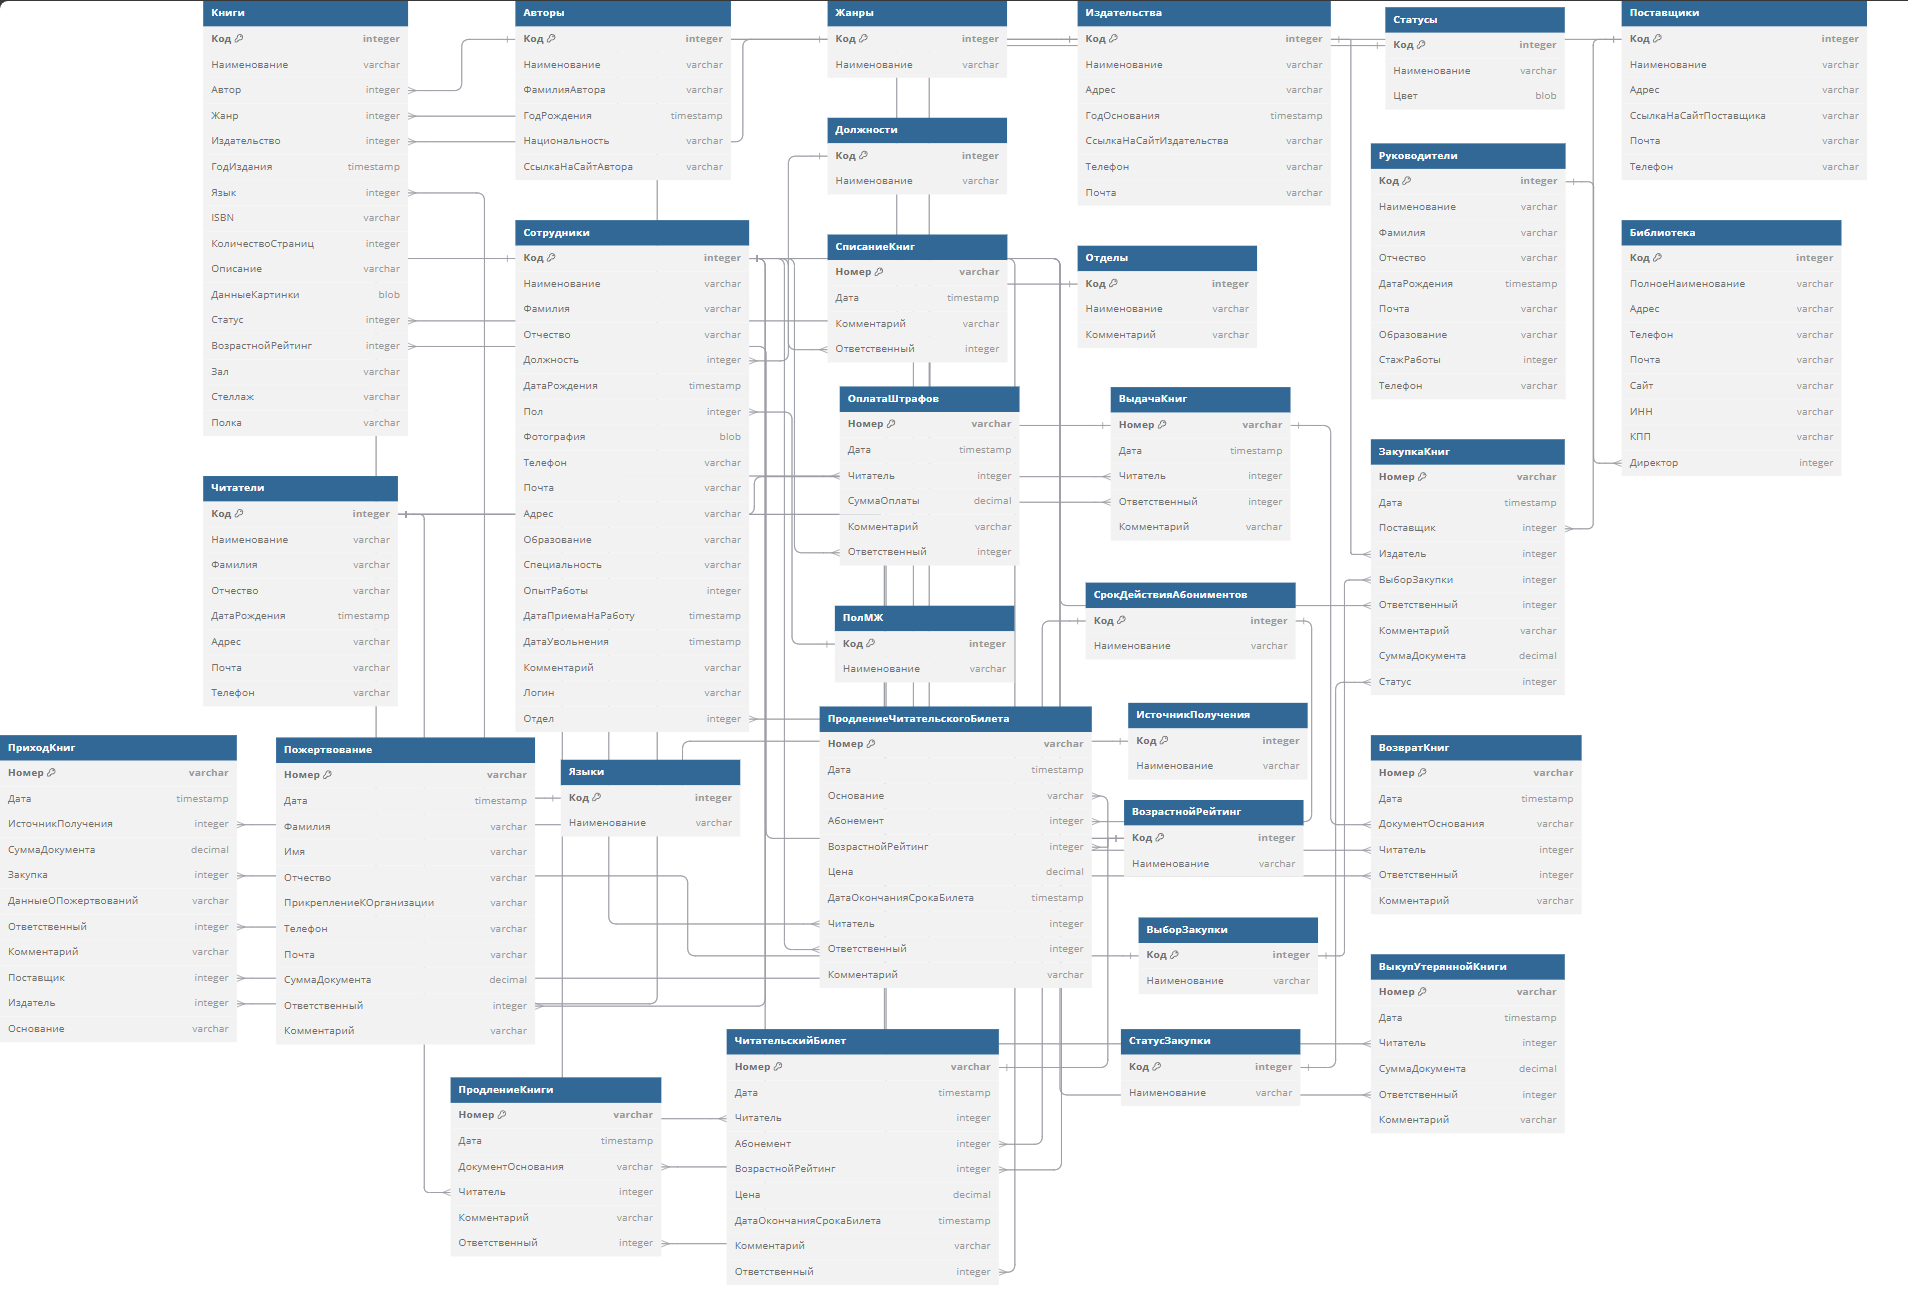 Книги
Код integer
Наименование varchar
Автор integer
Жанр integer
Издательство integer
ГодИздания timestamp
Язык integer
ISBN varchar
КоличествоСтраниц integer
Описание varchar
ДанныеКартинки blob
Статус integer
ВозрастнойРейтинг integer
Зал varchar
Стеллаж varchar
Полка varchar
Авторы
Код integer
Наименование varchar
ФамилияАвтора varchar
ГодРождения timestamp
Национальность varchar
СсылкаНаСайтАвтора varchar
Жанры
Код integer
Наименование varchar
Издательства
Код integer
Наименование varchar
Адрес varchar
ГодОснования timestamp
СсылкаНаСайтИздательства varchar
Телефон varchar
Почта varchar
Статусы
Код integer
Наименование varchar
Цвет blob
Поставщики
Код integer
Наименование varchar
Адрес varchar
СсылкаНаСайтПоставщика varchar
Почта varchar
Телефон varchar
Должности
Код integer
Наименование varchar
Руководители
Код integer
Наименование varchar
Фамилия varchar
Отчество varchar
ДатаРождения timestamp
Почта varchar
Образование varchar
СтажРаботы integer
Телефон varchar
Сотрудники
Код integer
Наименование varchar
Фамилия varchar
Отчество varchar
Должность integer
ДатаРождения timestamp
Пол integer
Фотография blob
Телефон varchar
Почта varchar
Адрес varchar
Образование varchar
Специальность varchar
ОпытРаботы integer
ДатаПриемаНаРаботу timestamp
ДатаУвольнения timestamp
Комментарий varchar
Логин varchar
Отдел integer
СписаниеКниг
Номер varchar
Дата timestamp
Комментарий varchar
Ответственный integer
Отделы
Код integer
Наименование varchar
Комментарий varchar
Библиотека
Код integer
ПолноеНаименование varchar
Адрес varchar
Телефон varchar
Почта varchar
Сайт varchar
ИНН varchar
КПП varchar
Директор integer
ОплатаШтрафов
Номер varchar
Дата timestamp
Читатель integer
СуммаОплаты decimal
Комментарий varchar
Ответственный integer
ВыдачаКниг
Номер varchar
Дата timestamp
Читатель integer
Ответственный integer
Комментарий varchar
ЗакупкаКниг
Номер varchar
Дата timestamp
Поставщик integer
Издатель integer
ВыборЗакупки integer
Ответственный integer
Комментарий varchar
СуммаДокумента decimal
Статус integer
Читатели
Код integer
Наименование varchar
Фамилия varchar
Отчество varchar
ДатаРождения timestamp
Адрес varchar
Почта varchar
Телефон varchar
СрокДействияАбониментов
Код integer
Наименование varchar
ПолМЖ
Код integer
Наименование varchar
ПродлениеЧитательскогоБилета
Номер varchar
Дата timestamp
Основание varchar
Абонемент integer
ВозрастнойРейтинг integer
Цена decimal
ДатаОкончанияСрокаБилета timestamp
Читатель integer
Ответственный integer
Комментарий varchar
ИсточникПолучения
Код integer
Наименование varchar
ПриходКниг
Номер varchar
Дата timestamp
ИсточникПолучения integer
СуммаДокумента decimal
Закупка integer
ДанныеОПожертвований varchar
Ответственный integer
Комментарий varchar
Поставщик integer
Издатель integer
Основание varchar
Пожертвование
Номер varchar
Дата timestamp
Фамилия varchar
Имя varchar
Отчество varchar
ПрикреплениеКОрганизации varchar
Телефон varchar
Почта varchar
СуммаДокумента decimal
Ответственный integer
Комментарий varchar
Языки
Код integer
Наименование varchar
ВозрастнойРейтинг
Код integer
Наименование varchar
ВозвратКниг
Номер varchar
Дата timestamp
ДокументОснования varchar
Читатель integer
Ответственный integer
Комментарий varchar
ВыборЗакупки
Код integer
Наименование varchar
ВыкупУтеряннойКниги
Номер varchar
Дата timestamp
Читатель integer
СуммаДокумента decimal
Ответственный integer
Комментарий varchar
ЧитательскийБилет
Номер varchar
Дата timestamp
Читатель integer
Абонемент integer
ВозрастнойРейтинг integer
Цена decimal
ДатаОкончанияСрокаБилета timestamp
Комментарий varchar
Ответственный integer
СтатусЗакупки
Код integer
Наименование varchar
ПродлениеКниги
Номер varchar
Дата timestamp
ДокументОснования varchar
Читатель integer
Комментарий varchar
Ответственный integer